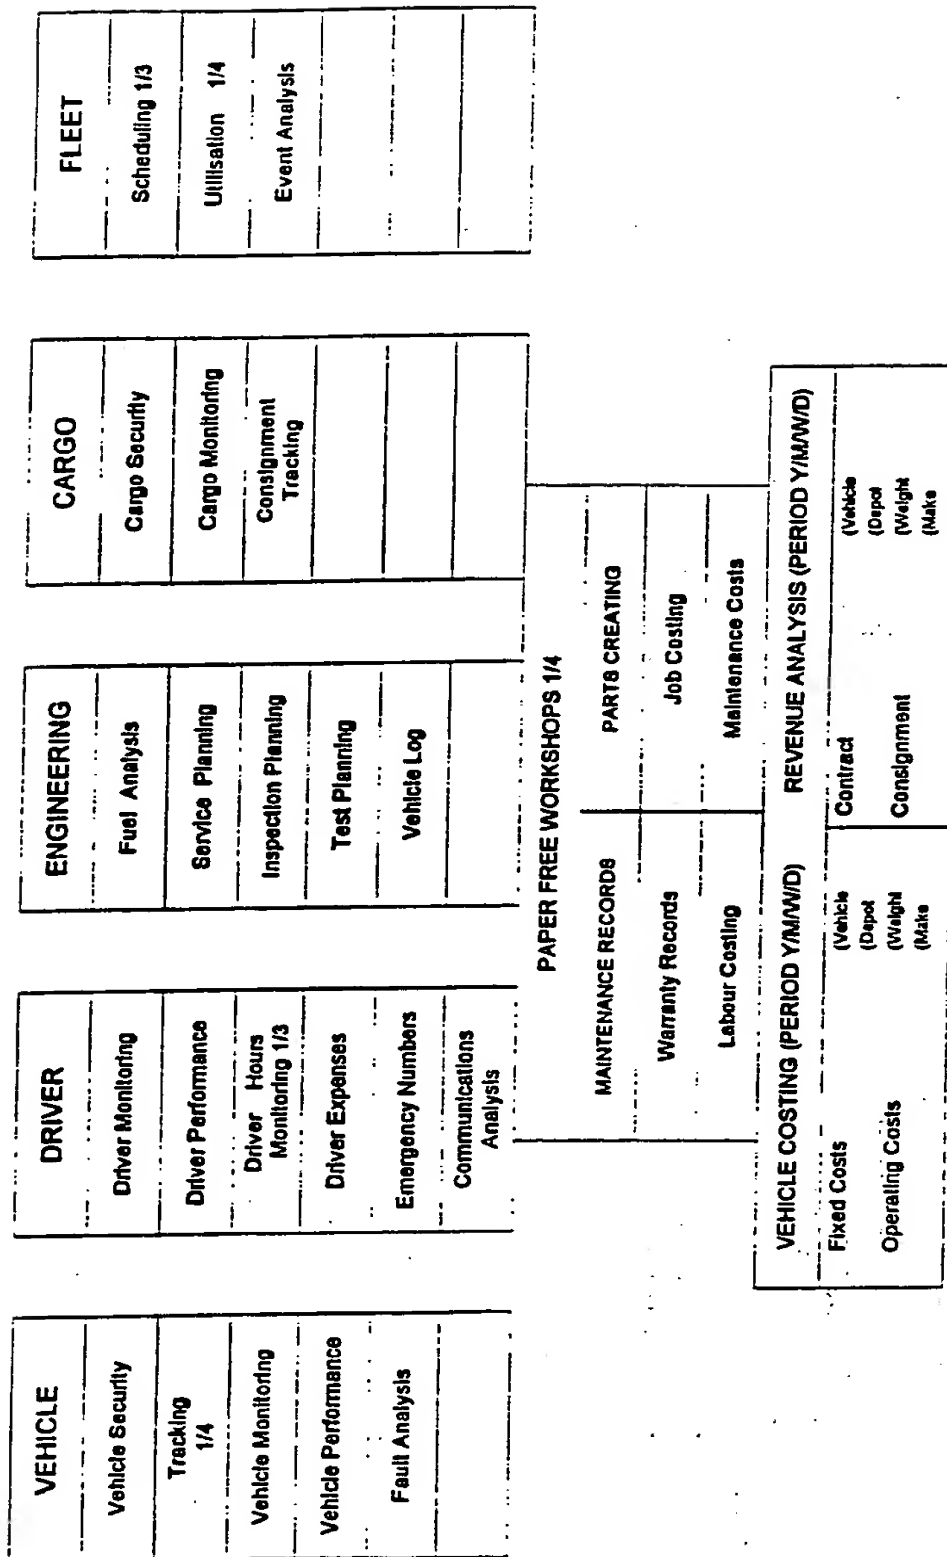 VEHICLE
Vehicle Security
Tracking
1/4
Vehicle Monitoring
Vehicle Performance
Fault Analysis
DRIVER
Driver Monitoring
Driver Performance
Driver Hours
Monitoring 1/3
Driver Expenses
Emergency Numbers
Communications
Analysis
ENGINEERING
Fuel Analysis
Service Planning
Inspection Planning
Test Planning
Vehicle Log
CARGO
Cargo Security
Cargo Monitoring
Consignment
Tracking
FLEET
Scheduling 1/3
Utilisation 1/4
Event Analysis
PAPER FREE WORKSHOPS 1/4
MAINTENANCE RECORDS
PARTS CREATING
Warranty Records
Job Costing
Labour Costing
Maintenance Costs
VEHICLE COSTING (PERIOD Y/M/W/D)
REVENUE ANALYSIS (PERIOD Y/M/W/D)
Fixed Costs
(Vehicle
(Depot
Operating Costs
(Weight
(Make
Contract
(Vehicle
(Depot
Consignment
(Weight
(Make